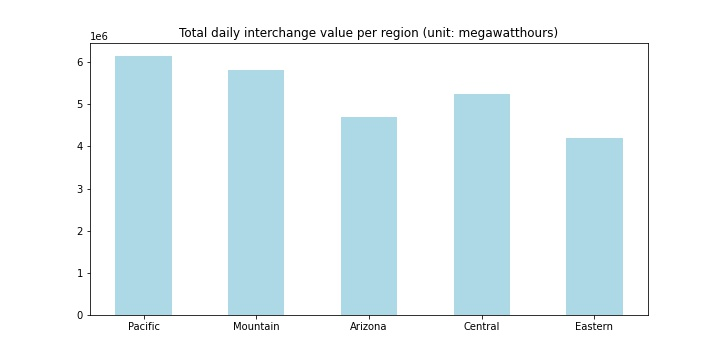 Total daily interchange value per region (unit: megawatthours)
1e6
6
5
4
3
2
1
0
Pacific Mountain Arizona Central Eastern